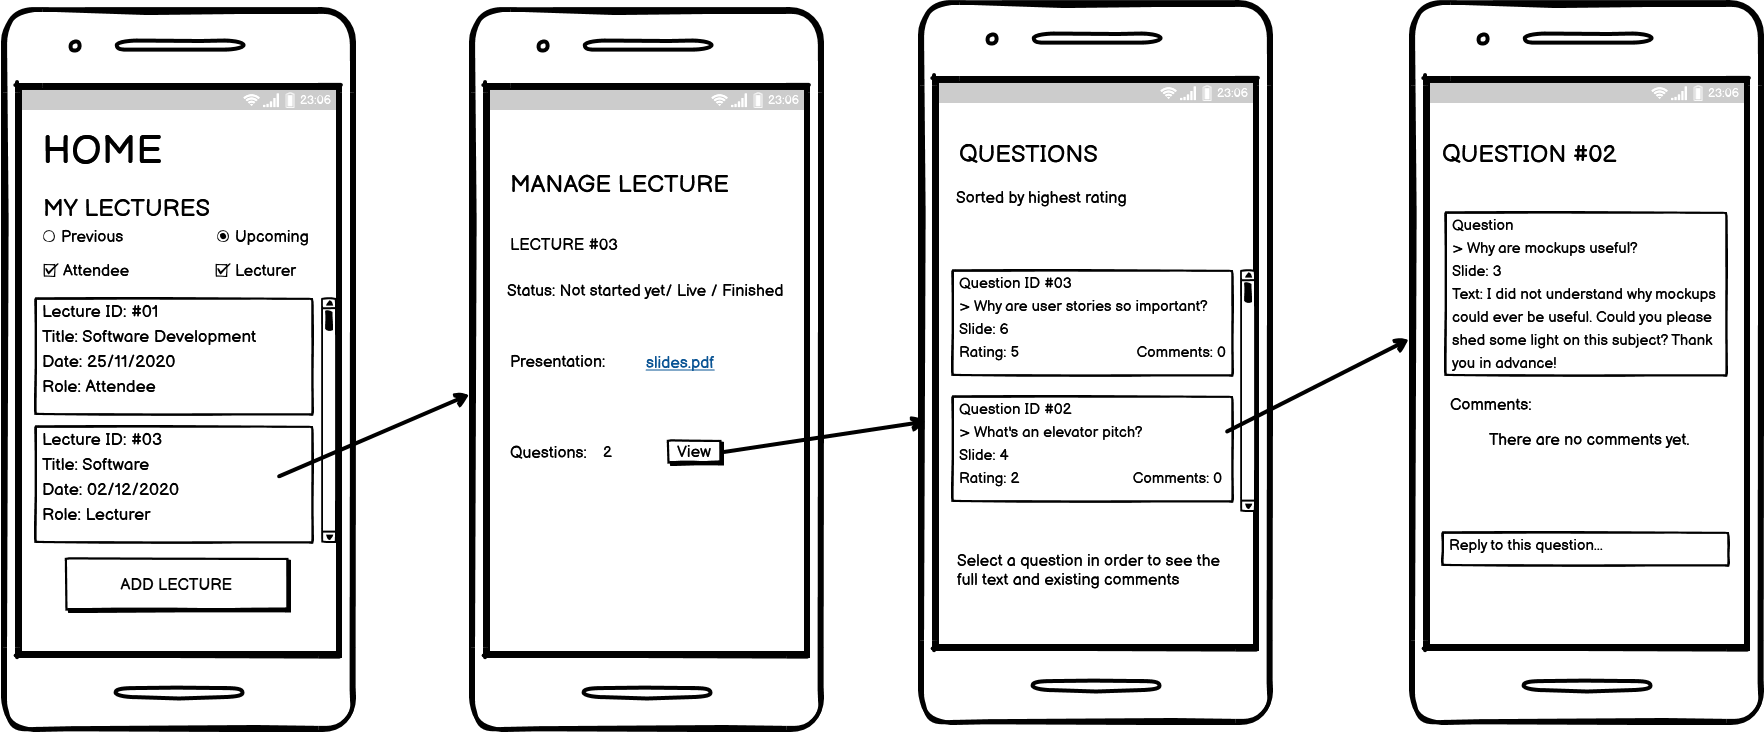 23:06
HOME
MY LECTURES
Previous
Upcoming
Attendee
Lecturer
Lecture ID: #01
Title: Software Development
Date: 25/11/2020
Role: Attendee
Lecture ID: #03
Title: Software
Date: 02/12/2020
Role: Lecturer
ADD LECTURE
23:06
MANAGE LECTURE
LECTURE #03
Status: Not started yet/ Live / Finished
Presentation: slides.pdf
Questions: 2 View
23:06
QUESTIONS
Sorted by highest rating
Question ID #03
> Why are user stories so important?
Slide: 6
Rating: 5 Comments: 0
Question ID #02
> What's an elevator pitch?
Slide: 4
Rating: 2 Comments: 0
Select a question in order to see the
full text and existing comments
23:06
QUESTION #02
Question
> Why are mockups useful?
Slide: 3
Text: I did not understand why mockups
could ever be useful. Could you please
shed some light on this subject? Thank
you in advance!
Comments:
There are no comments yet.
Reply to this question...